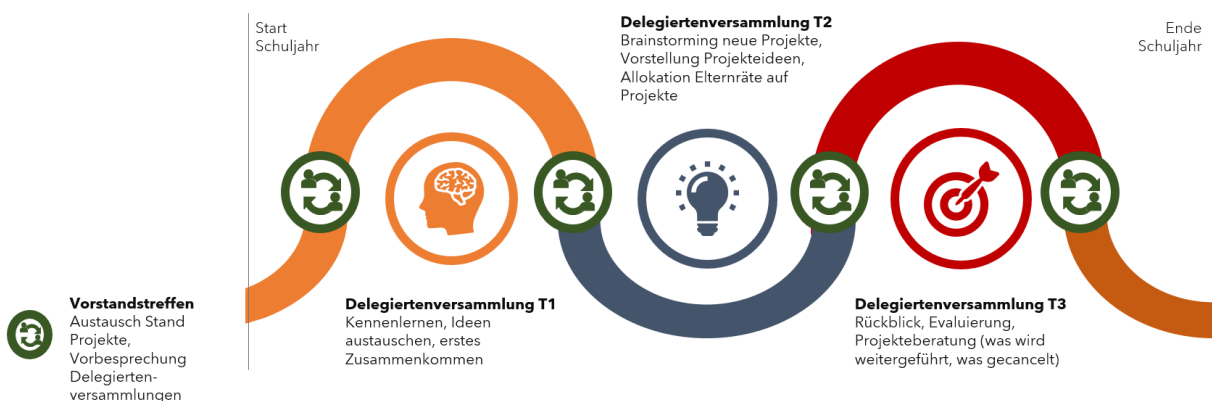 Start
Schuljahr
Delegiertenversammlung T2
Brainstorming neue Projekte,
Vorstellung Projekteideen,
Allokation Elternräte auf
Projekte
Ende
Schuljahr
Vorstandstreffen
Austausch Stand
Projekte,
Vorbesprechung
Delegierten-
versammlungen
Delegiertenversammlung T1
Kennenlernen, Ideen
austauschen, erstes
Zusammenkommen
Delegiertenversammlung T3
Rückblick, Evaluierung,
Projekteberatung (was wird
weitergeführt, was gecancelt)